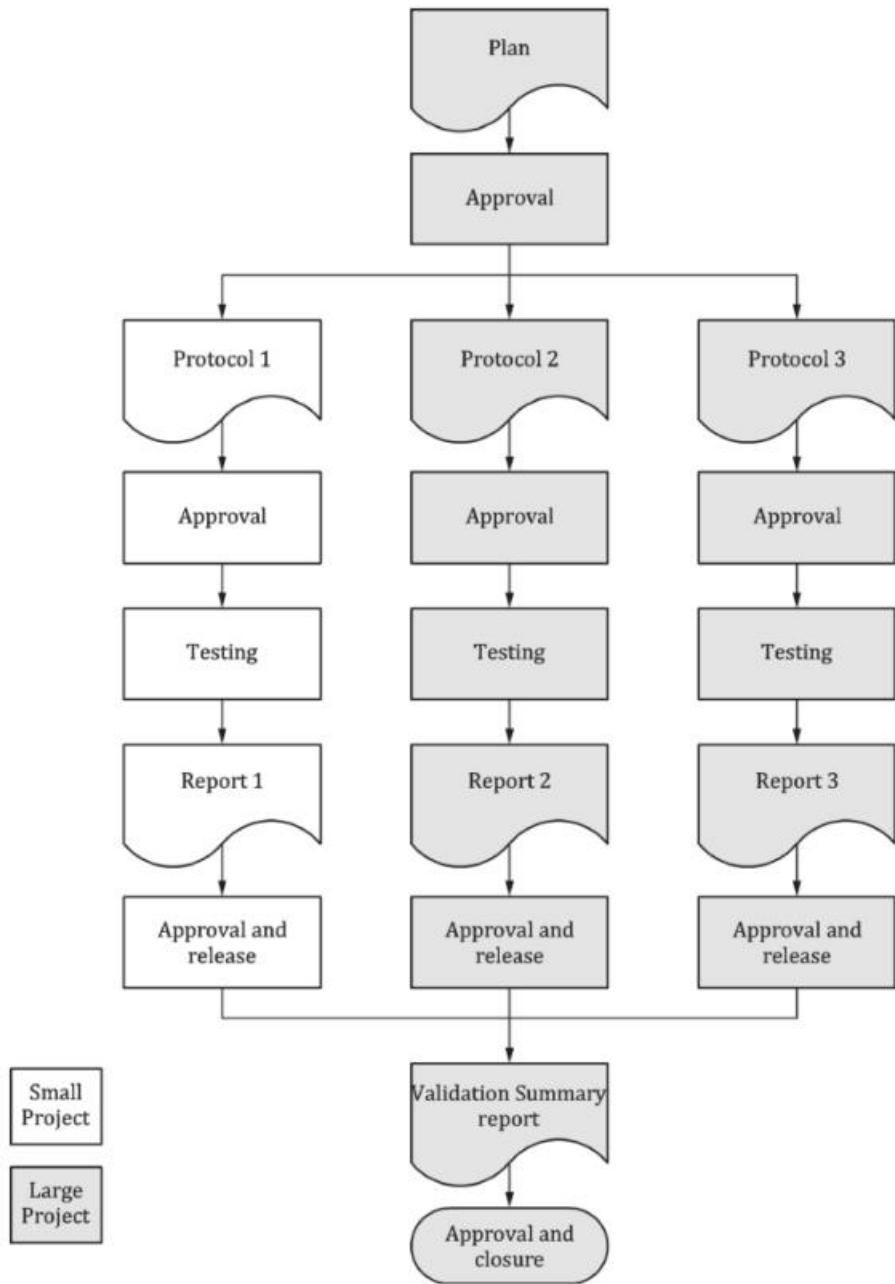 Plan
Approval
Protocol 1
Protocol 2
Protocol 3
Approval
Approval
Approval
Testing
Testing
Testing
Report 1
Report 2
Report 3
Approval and
release
Approval and
release
Approval and
release
Validation Summary
report
Small
Project
Large
Project
Approval and
closure